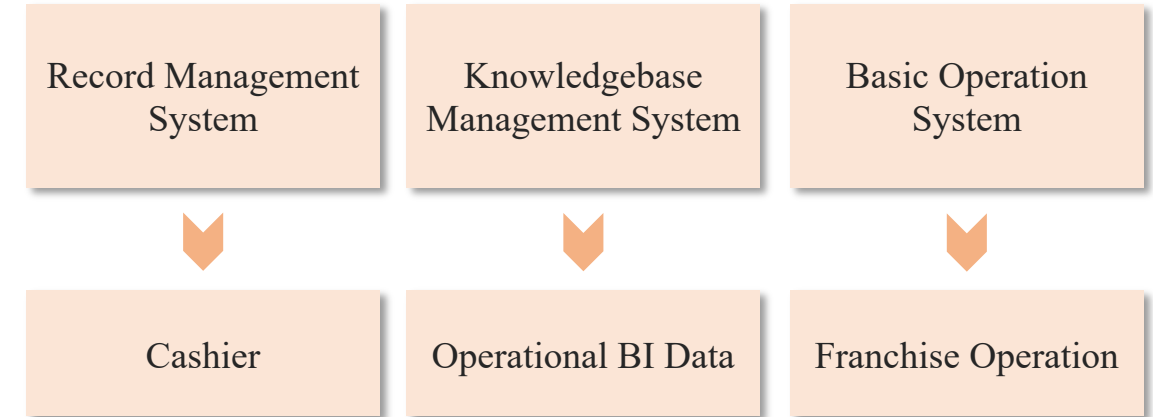 Record Management
System
Knowledgebase
Management System
Basic Operation
System
Cashier
Operational BI Data
Franchise Operation